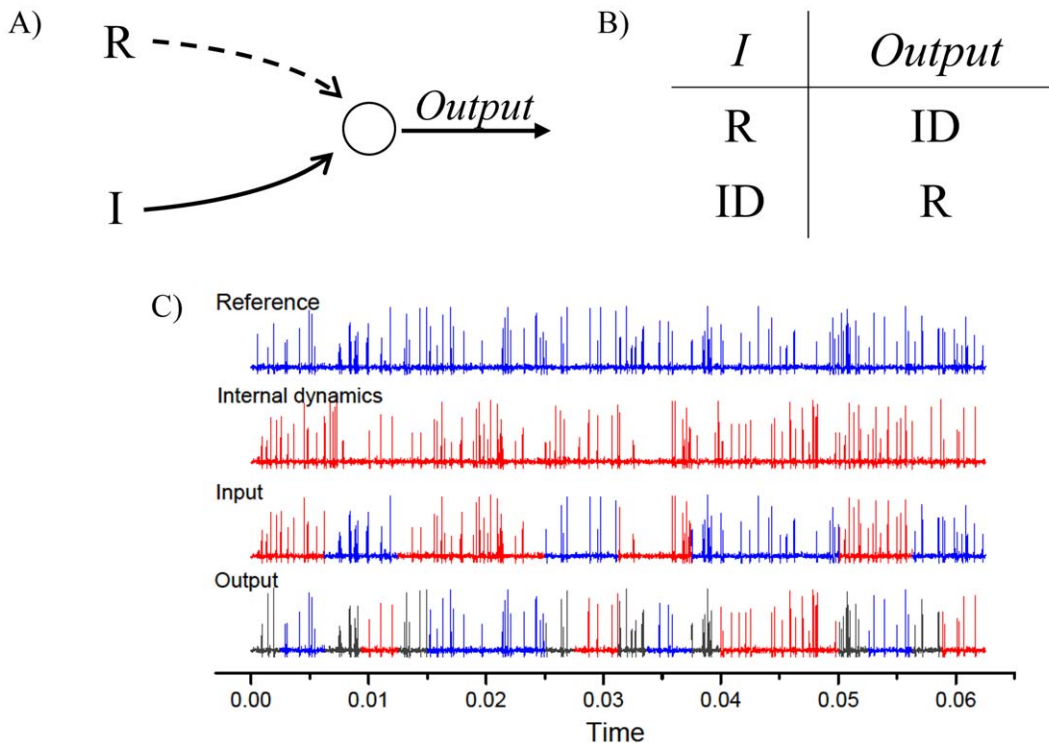 A)
R
I
Output
B)
I Output
R ID
ID R
C)
Reference
Internal dynamics
Input
Output
0.00 0.01 0.02 0.03 0.04 0.05 0.06
Time